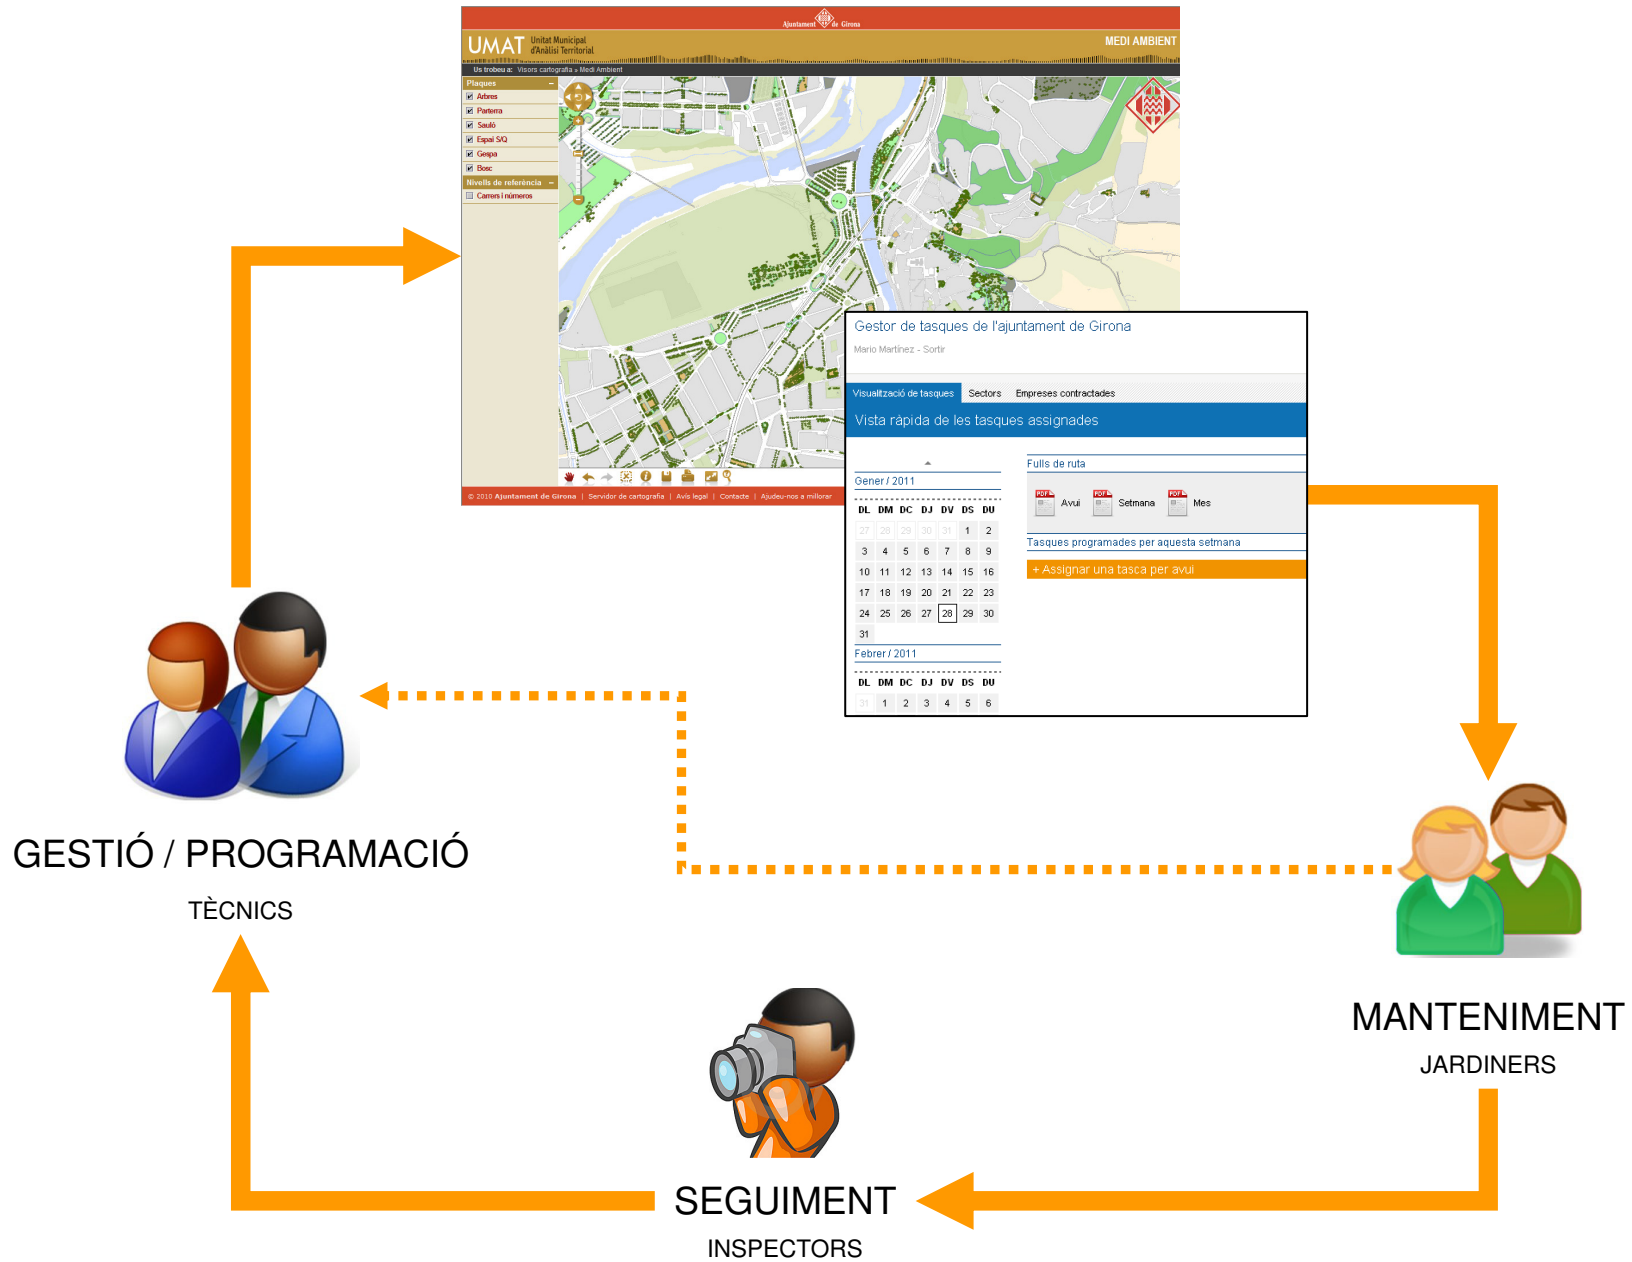 Ajuntament de Girona
UMAT Unitat Municipal
d'Anàlisi Territorial
MEDI AMBIENT
Us trobeu a: Visors cartografia » Medi Ambient
Plaques –
Arbres
Parterra
Sauló
Espai S/Q
Gespa
Bosc
Nivells de referència –
Carrers i números
© 2010 Ajuntament de Girona | Servidor de cartografia | Avís legal | Contacte | Ajudeu-nos a millorar
Gestor de tasques de l'ajuntament de Girona
Mario Martínez - Sortir
Visualització de tasques Sectors Empreses contractades
Vista ràpida de les tasques assignades
Gener / 2011
DL DM DC DJ DV DS DU
27 28 29 30 31 1 2
3 4 5 6 7 8 9
10 11 12 13 14 15 16
17 18 19 20 21 22 23
24 25 26 27 28 29 30
31
Febrer / 2011
DL DM DC DJ DV DS DU
31 1 2 3 4 5 6
Fulls de ruta
PDF Avui PDF Setmana PDF Mes
Tasques programades per aquesta setmana
+ Assignar una tasca per avui
GESTIÓ / PROGRAMACIÓ
TÈCNICS
MANTENIMENT
JARDINERS
SEGUIMENT
INSPECTORS